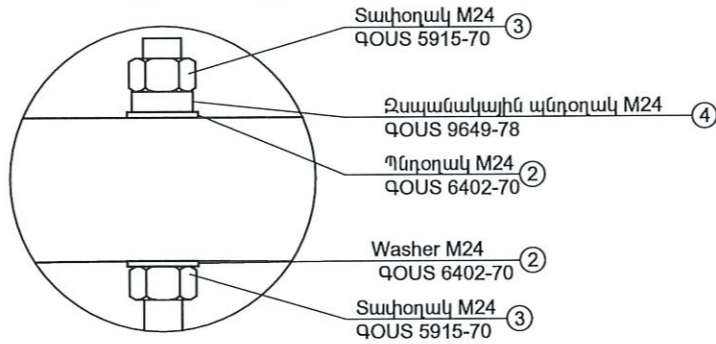 Տափօղակ M24
ԳՕՍՏ 5915-70
3
Զսպանակային պնդօղակ M24
ԳՕՍՏ 9649-78
4
Պնդօղակ M24
ԳՕՍՏ 6402-70
2
Washer M24
ԳՕՍՏ 6402-70
2
Տափօղակ M24
ԳՕՍՏ 5915-70
3